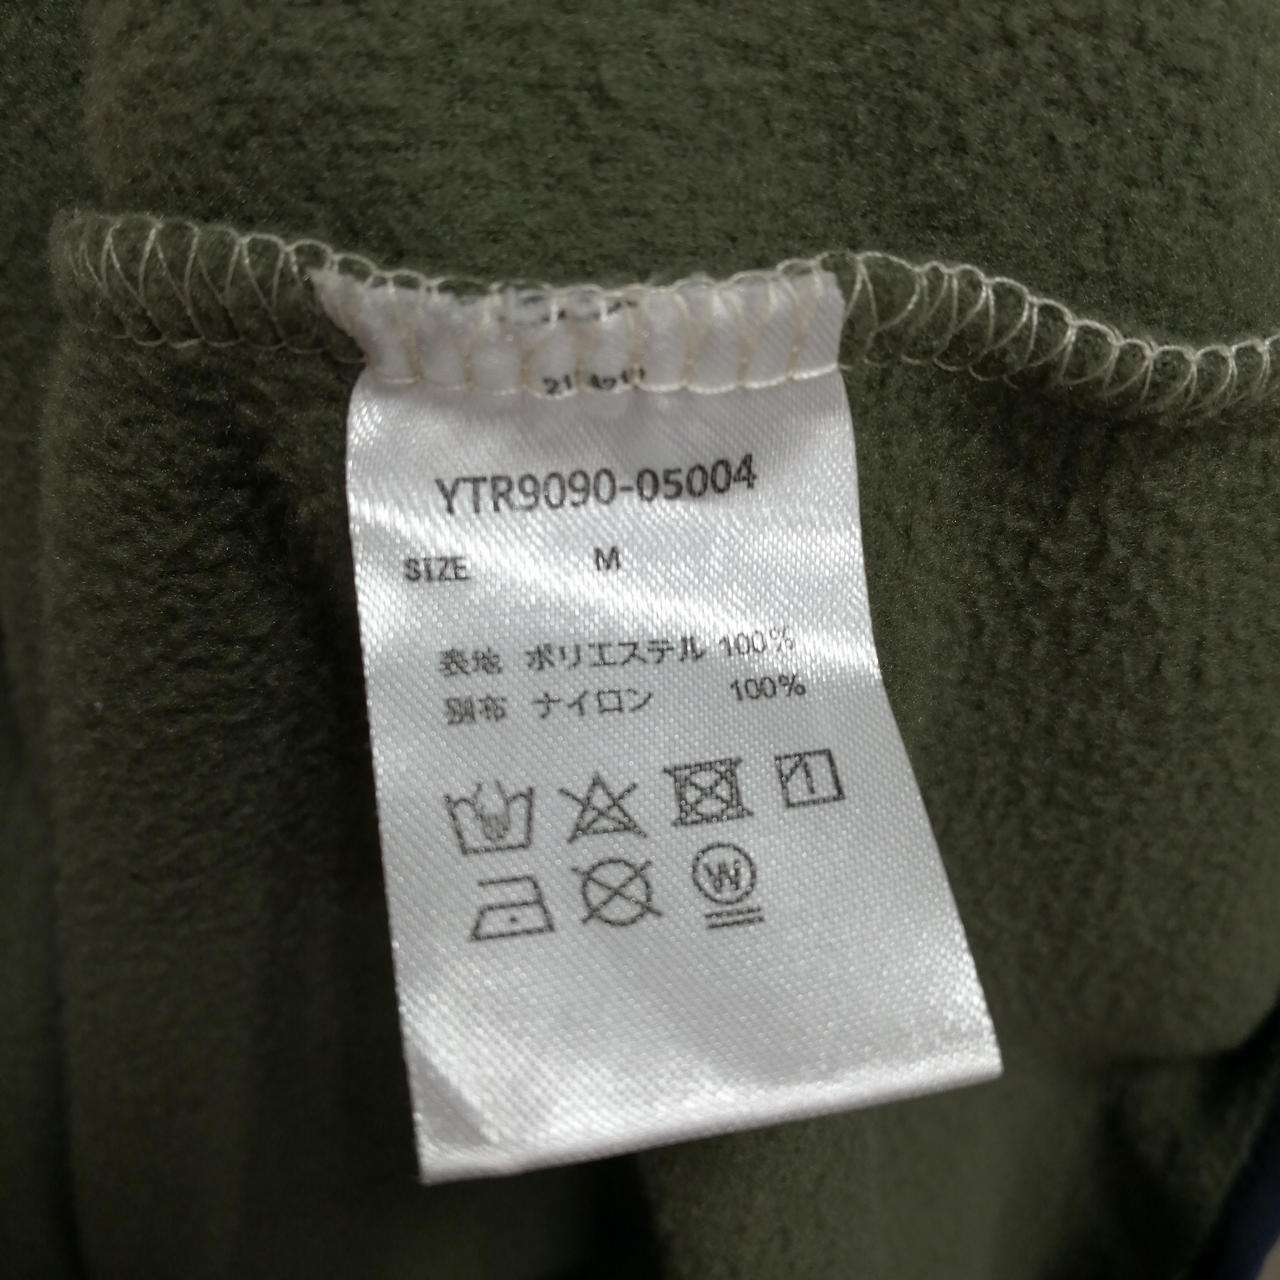 YTR9090-05004
SIZE M
表地 ポリエステル 100%
別布 ナイロン 100%
W